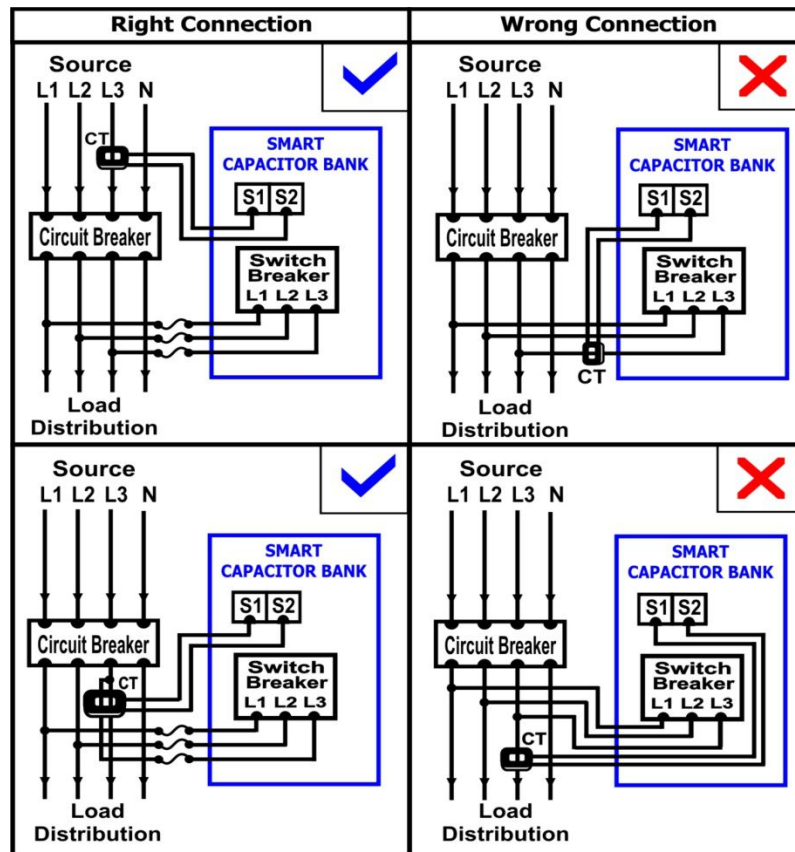 Right Connection
Wrong Connection
Source
L1 L2 L3 N
CT
SMART
CAPACITOR BANK
S1 S2
Circuit Breaker
Switch
Breaker
L1 L2 L3
Load
Distribution
Source
L1 L2 L3 N
SMART
CAPACITOR BANK
S1 S2
Circuit Breaker
Switch
Breaker
L1 L2 L3
CT
Load
Distribution
Source
L1 L2 L3 N
SMART
CAPACITOR BANK
S1 S2
Circuit Breaker
CT
Switch
Breaker
L1 L2 L3
Load
Distribution
Source
L1 L2 L3 N
SMART
CAPACITOR BANK
S1 S2
Circuit Breaker
Switch
Breaker
L1 L2 L3
CT
Load
Distribution